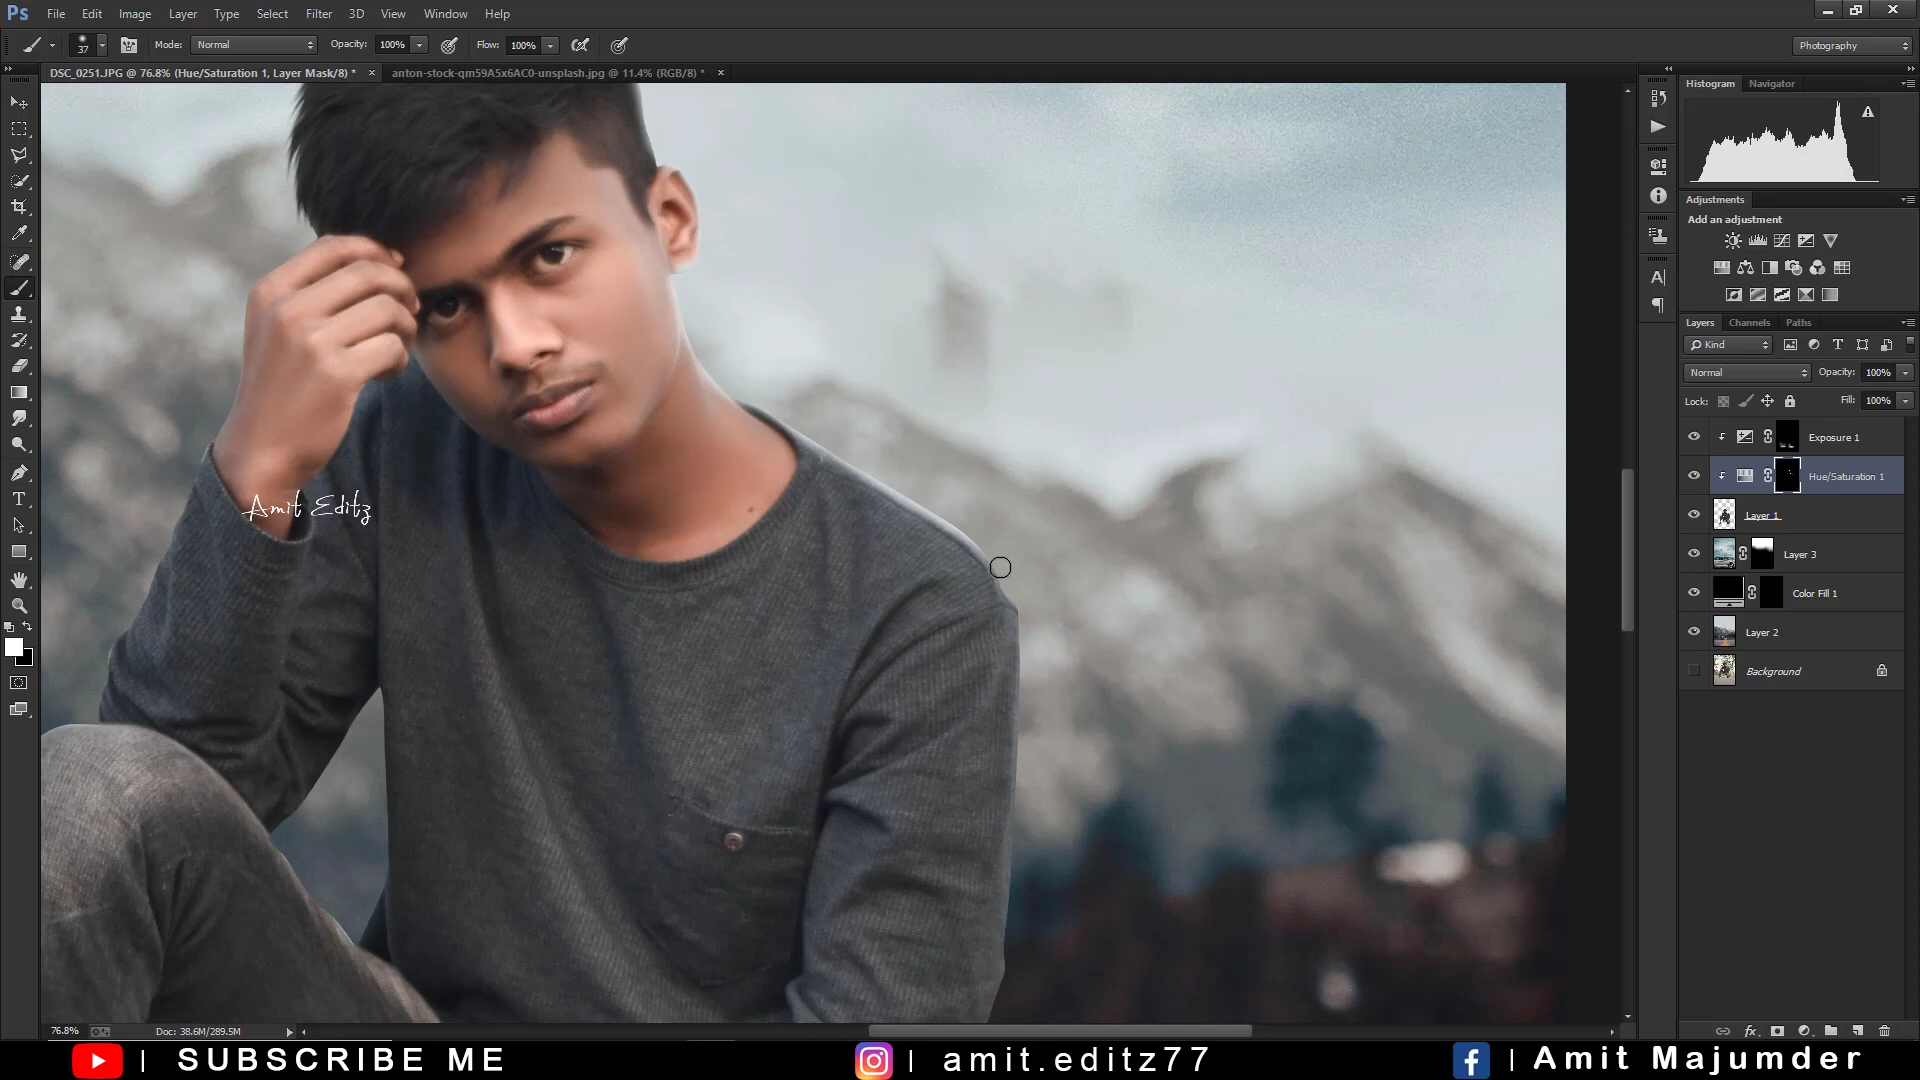 Ps File Edit Image Layer Type Select Filter 3D View Window Help
37 Mode: Normal Opacity: 100% Flow: 100% Photography
DSC_0251.JPG @ 76.8% (Hue/Saturation 1, Layer Mask/8) * × anton-stock-qm59A5x6AC0-unsplash.jpg @ 11.4% (RGB/8) * ×
Histogram Navigator
Adjustments
Add an adjustment
Layers Channels Paths
Kind
Normal Opacity: 100%
Lock: Fill: 100%
Exposure 1
Hue/Saturation 1
Layer 1
Layer 3
Color Fill 1
Layer 2
Background
Amit Editz
76.8% Doc: 38.6M/289.5M
| SUBSCRIBE ME | amit.editz77 | Amit Majumder